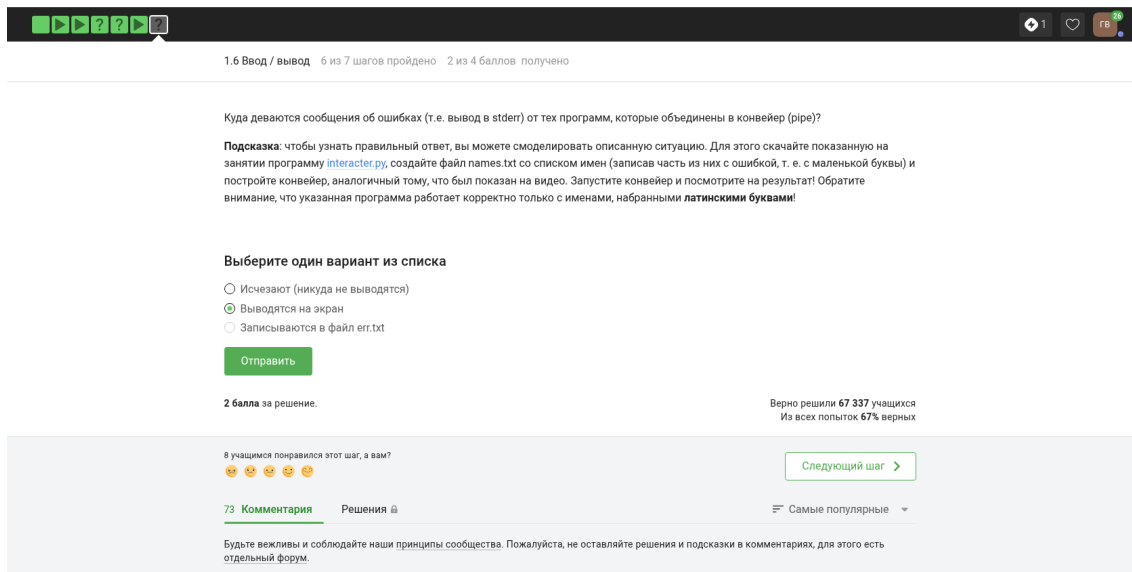 ? ? ?
1 ГВ 26
1.6 Ввод / вывод 6 из 7 шагов пройдено 2 из 4 баллов получено
Куда деваются сообщения об ошибках (т.е. вывод в stderr) от тех программ, которые объединены в конвейер (pipe)?
Подсказка: чтобы узнать правильный ответ, вы можете смоделировать описанную ситуацию. Для этого скачайте показанную на
занятии программу interacter.py, создайте файл names.txt со списком имен (записав часть из них с ошибкой, т. е. с маленькой буквы) и
постройте конвейер, аналогичный тому, что был показан на видео. Запустите конвейер и посмотрите на результат! Обратите
внимание, что указанная программа работает корректно только с именами, набранными латинскими буквами!
Выберите один вариант из списка
Исчезают (никуда не выводятся)
Выводятся на экран
Записываются в файл err.txt
Отправить
2 балла за решение.
Верно решили 67 337 учащихся
Из всех попыток 67% верных
8 учащимся понравился этот шаг, а вам?
Следующий шаг
73 Комментария Решения Самые популярные
Будьте вежливы и соблюдайте наши принципы сообщества. Пожалуйста, не оставляйте решения и подсказки в комментариях, для этого есть
отдельный форум.